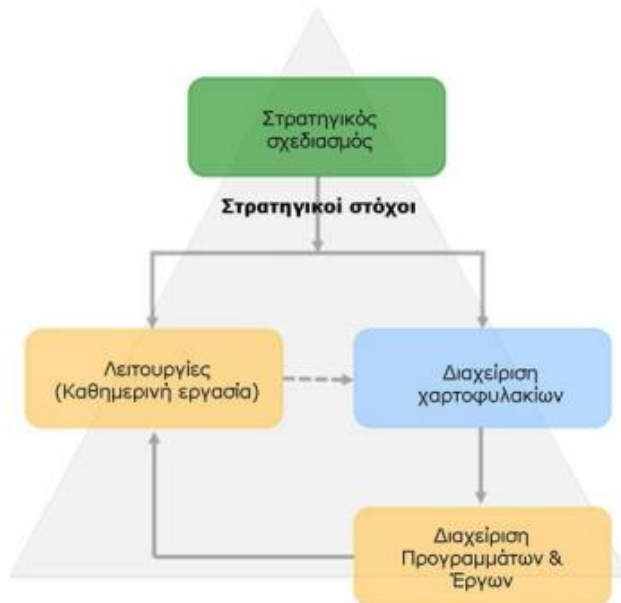 Στρατηγικός
σχεδιασμός
Στρατηγικοί στόχοι
Λειτουργίες
(Καθημερινή εργασία)
Διαχείριση
χαρτοφυλακίων
Διαχείριση
Προγραμμάτων &
Έργων